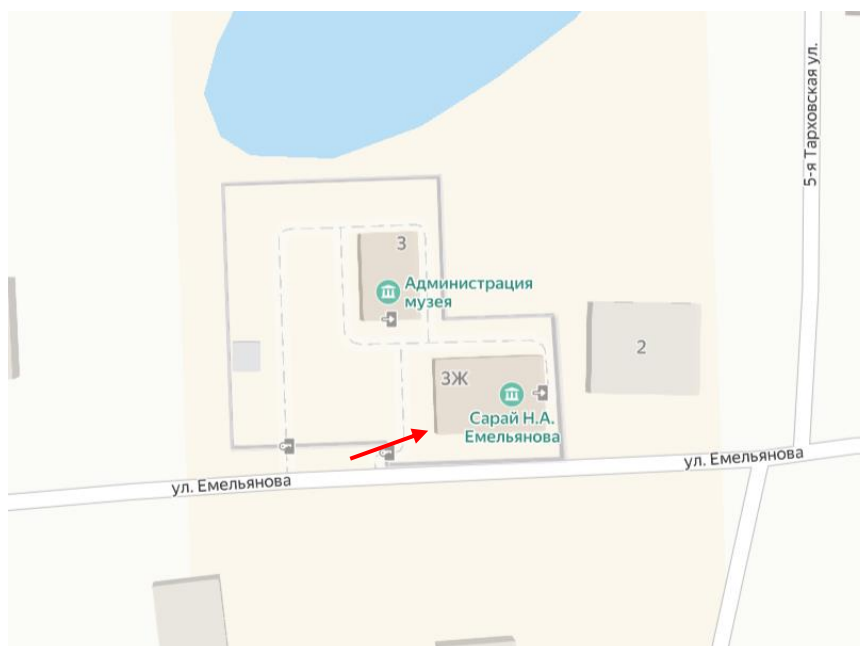 5-я Тарховская ул.
3
Администрация
музея
2
3Ж
Сарай Н.А.
Емельянова
ул. Емельянова
ул. Емельянова